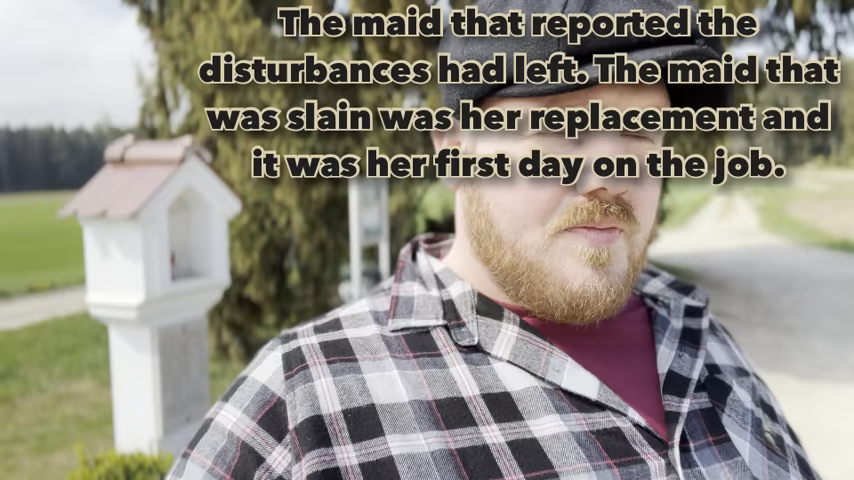 The maid that reported the
disturbances had left. The maid that
was slain was her replacement and
it was her first day on the job.